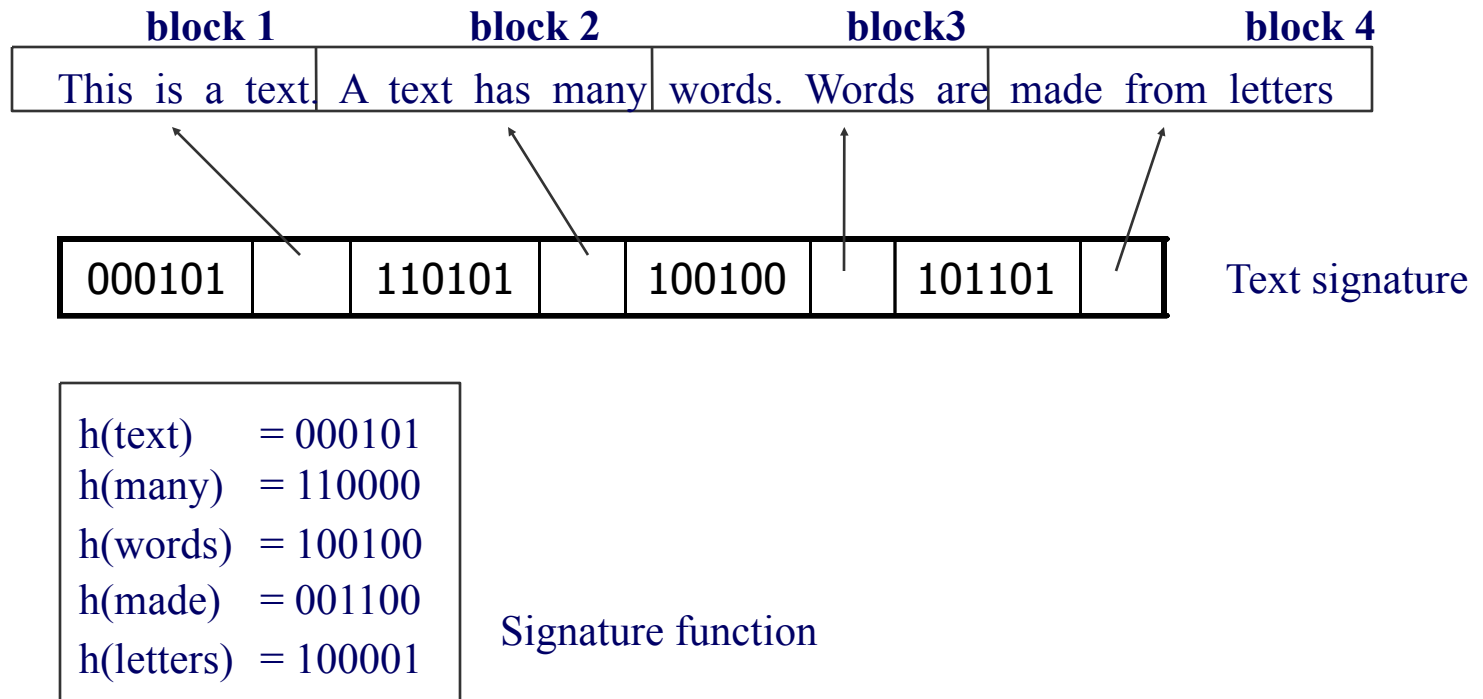 block 1 block 2 block3 block 4
This is a text. A text has many words. Words are made from letters
000101 110101 100100 101101 Text signature
h(text) = 000101
h(many) = 110000
h(words) = 100100
h(made) = 001100
h(letters) = 100001
Signature function